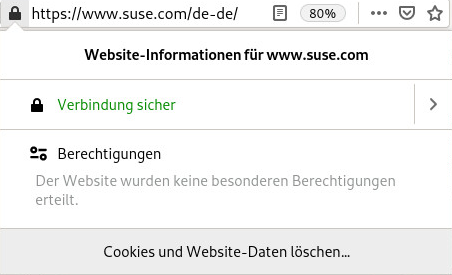 https://www.suse.com/de-de/ 80%
Website-Informationen für www.suse.com
Verbindung sicher
Berechtigungen
Der Website wurden keine besonderen Berechtigungen
erteilt.
Cookies und Website-Daten löschen...